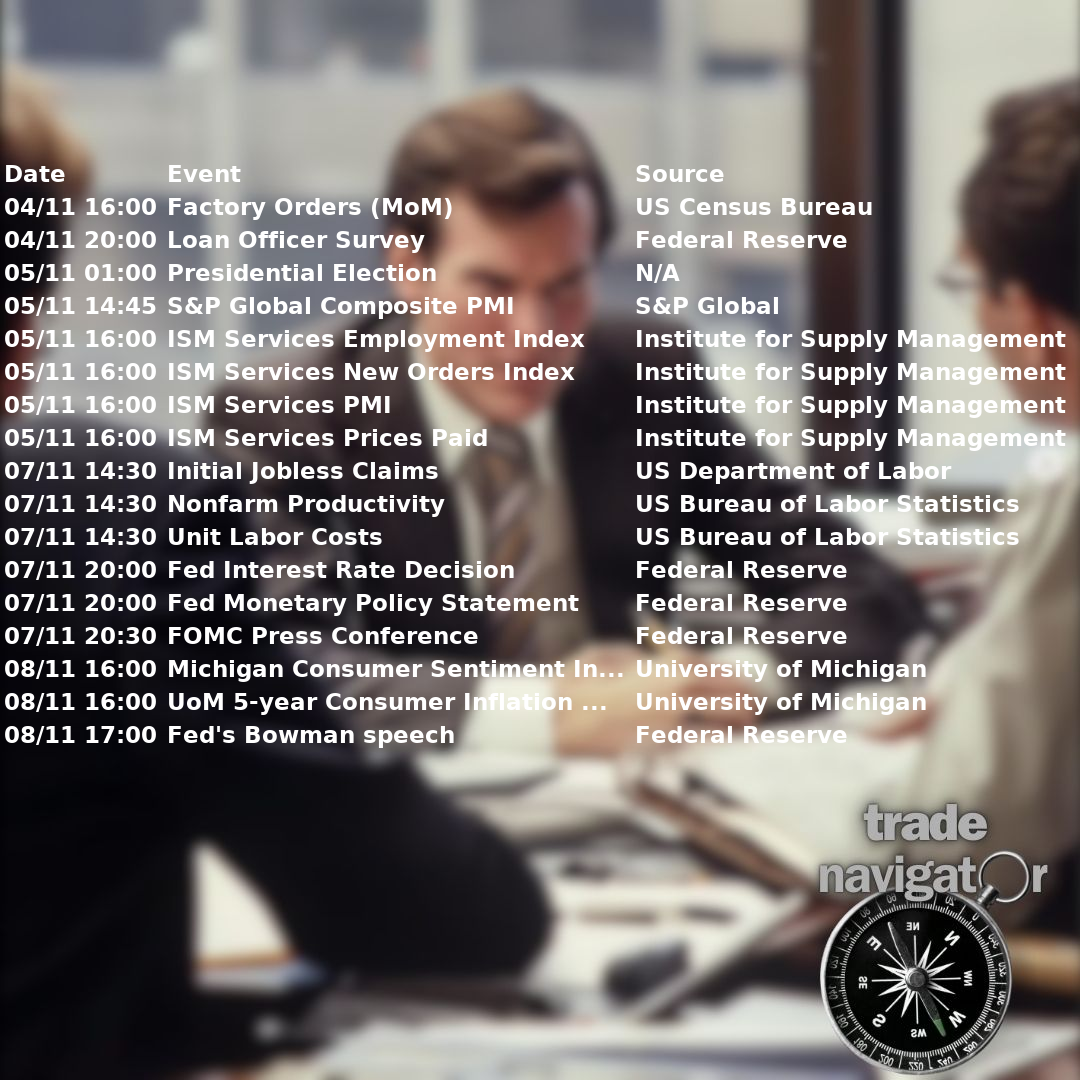 Date Event Source
04/11 16:00 Factory Orders (MoM) US Census Bureau
04/11 20:00 Loan Officer Survey Federal Reserve
05/11 01:00 Presidential Election N/A
05/11 14:45 S&P Global Composite PMI S&P Global
05/11 16:00 ISM Services Employment Index Institute for Supply Management
05/11 16:00 ISM Services New Orders Index Institute for Supply Management
05/11 16:00 ISM Services PMI Institute for Supply Management
05/11 16:00 ISM Services Prices Paid Institute for Supply Management
07/11 14:30 Initial Jobless Claims US Department of Labor
07/11 14:30 Nonfarm Productivity US Bureau of Labor Statistics
07/11 14:30 Unit Labor Costs US Bureau of Labor Statistics
07/11 20:00 Fed Interest Rate Decision Federal Reserve
07/11 20:00 Fed Monetary Policy Statement Federal Reserve
07/11 20:30 FOMC Press Conference Federal Reserve
08/11 16:00 Michigan Consumer Sentiment In... University of Michigan
08/11 16:00 UoM 5-year Consumer Inflation ... University of Michigan
08/11 17:00 Fed's Bowman speech Federal Reserve
trade
navigator
NE
E N
SE NW
S W
SW